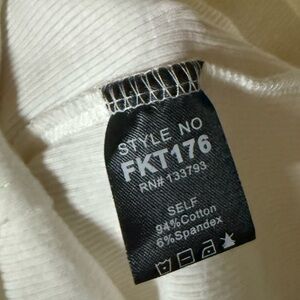 STYLE NO
FKT176
RN# 133793
SELF
94%Cotton
6%Spandex